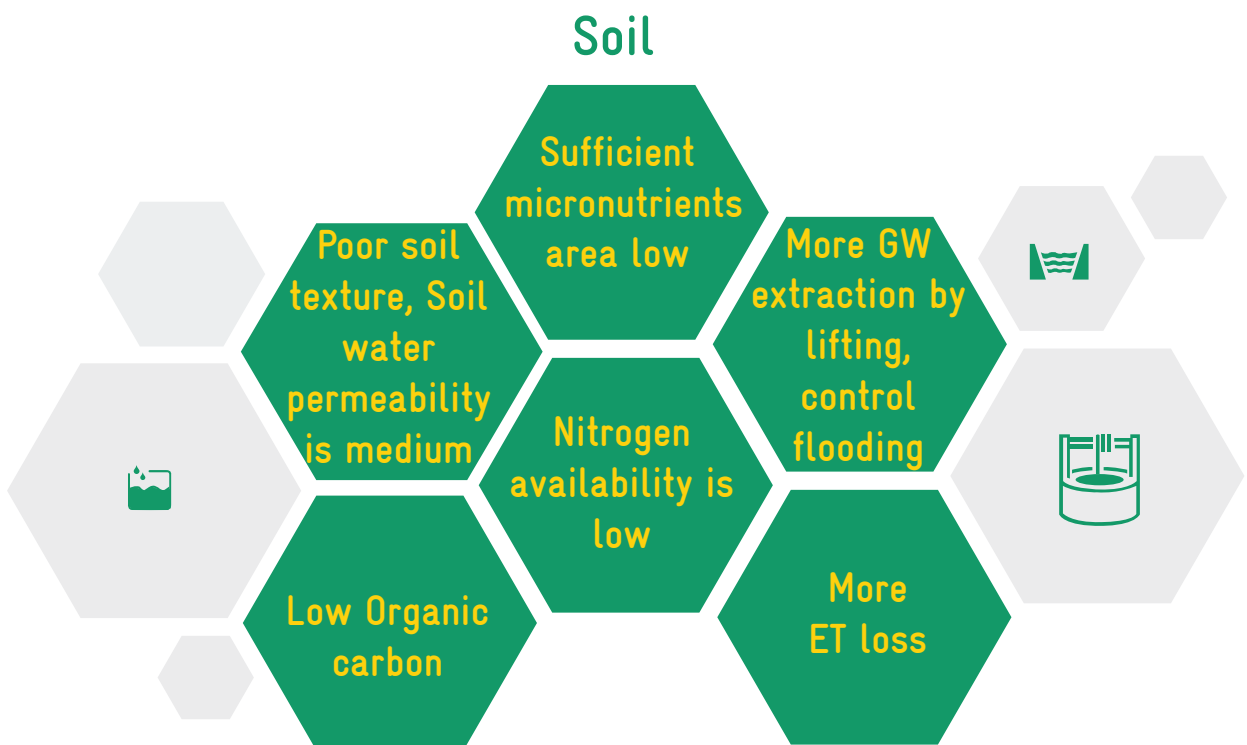 Soil
Sufficient
micronutrients
area low
Poor soil
texture, Soil
water
permeability
is medium
More GW
extraction by
lifting,
control
flooding
Nitrogen
availability is
low
Low Organic
carbon
More
ET loss